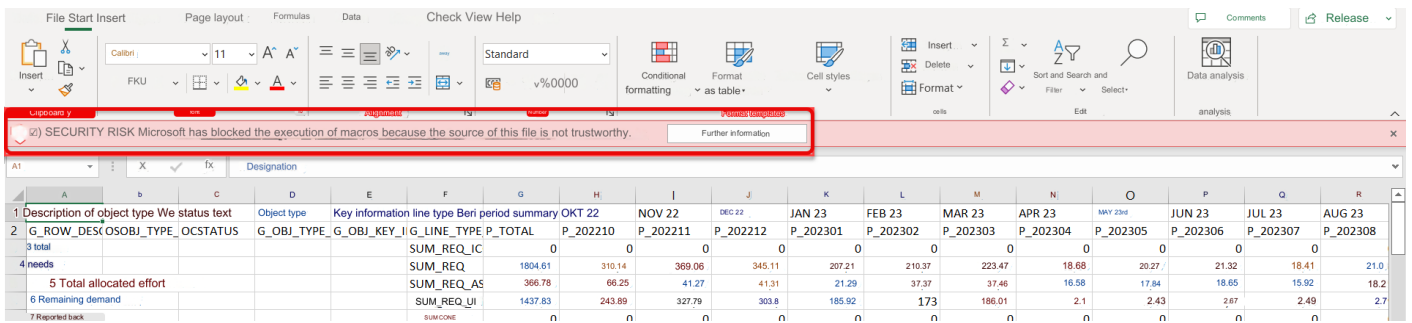 File Start Insert Page layout Formulas Data Check View Help Comments Release
Calibri 11 A^ A˅ Standard Insert Σ
Insert FKU A v%0000 Conditional formatting Format as table Cell styles Delete Format Sort and Search and Filter Select Data analysis
Clipboard y Alignment Number Format templates cells Edit analysis
SECURITY RISK Microsoft has blocked the execution of macros because the source of this file is not trustworthy. Further information
A1 X fx Designation
A b C D E F G H I J K L M N O P Q R
1 Description of object type We status text Object type Key information line type Beri period summary OKT 22 NOV 22 DEC 22 JAN 23 FEB 23 MAR 23 APR 23 MAY 23rd JUN 23 JUL 23 AUG 23
2 G_ROW_DESC OSOBJ_TYPE_ OCSTATUS G_OBJ_TYPE_ G_OBJ_KEY_I G_LINE_TYPE P_TOTAL P_202210 P_202211 P_202212 P_202301 P_202302 P_202303 P_202304 P_202305 P_202306 P_202307 P_202308
3 total SUM_REQ_IC 0 0 0 0 0 0 0 0 0 0 0
4 needs SUM_REQ 1804.61 310.14 369.06 345.11 207.21 210.37 223.47 18.68 20.27 21.32 18.41 21.0
5 Total allocated effort SUM_REQ_AS 366.78 66.25 41.27 41.31 21.29 37.37 37.46 16.58 17.84 18.65 15.92 18.2
6 Remaining demand SUM_REQ_UI 1437.83 243.89 327.79 303.8 185.92 173 186.01 2.1 2.43 2.67 2.49 2.7
7 Reported back SUM CONE 0 0 0 0 0 0 0 0 0 0 0